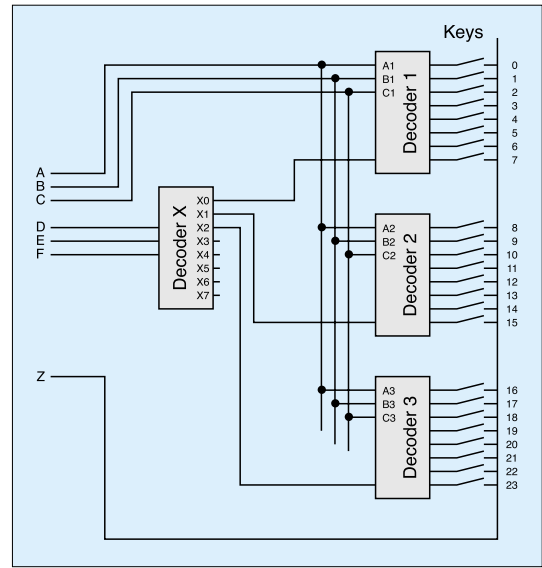 Keys
A
B
C
D
E
F
Z
Decoder X
X0
X1
X2
X3
X4
X5
X6
X7
A1
B1
C1
Decoder 1
0
1
2
3
4
5
6
7
A2
B2
C2
Decoder 2
8
9
10
11
12
13
14
15
A3
B3
C3
Decoder 3
16
17
18
19
20
21
22
23